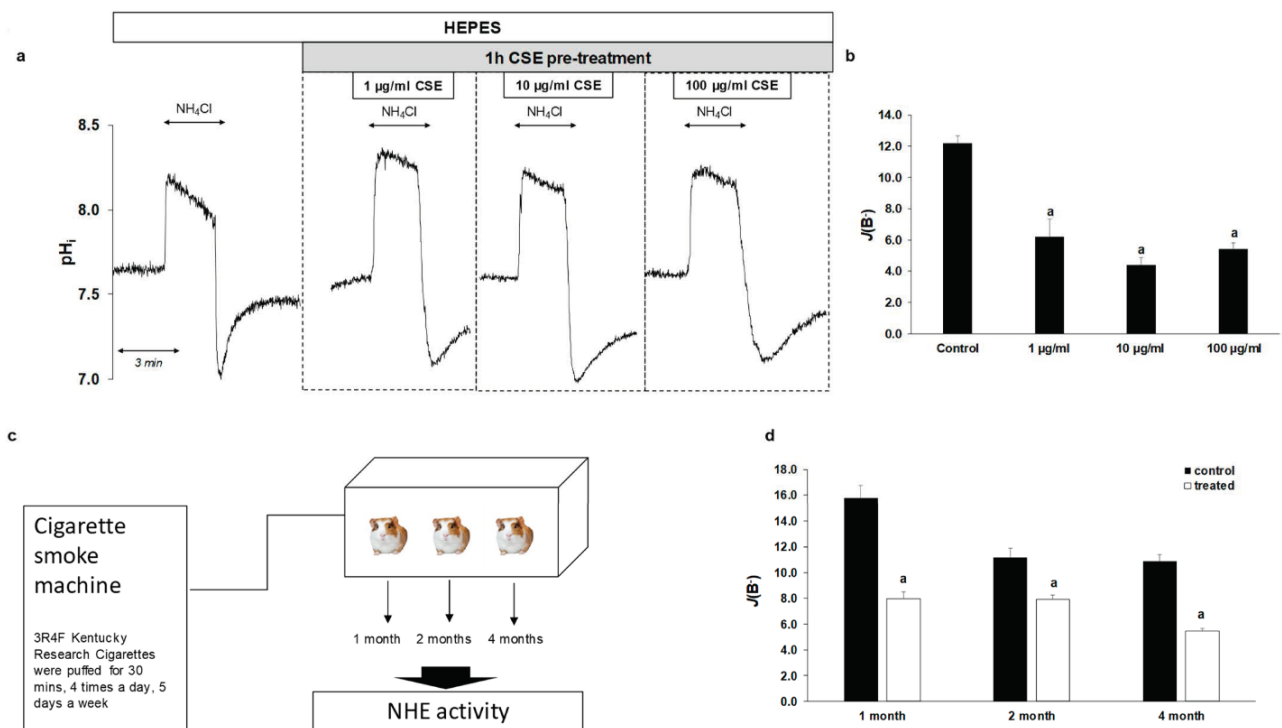 HEPES
a
1h CSE pre-treatment
1 µg/ml CSE
10 µg/ml CSE
100 µg/ml CSE
NH₄Cl
NH₄Cl
NH₄Cl
NH₄Cl
pHᵢ
8.5
8.0
7.5
7.0
3 min
b
J(B⁻)
14.0
12.0
10.0
8.0
6.0
4.0
2.0
0.0
a
a
a
Control
1 µg/ml
10 µg/ml
100 µg/ml
c
Cigarette
smoke
machine
3R4F Kentucky
Research Cigarettes
were puffed for 30
mins, 4 times a day, 5
days a week
1 month
2 months
4 months
NHE activity
d
J(B⁻)
18.0
16.0
14.0
12.0
10.0
8.0
6.0
4.0
2.0
0.0
control
treated
a
a
a
1 month
2 month
4 month